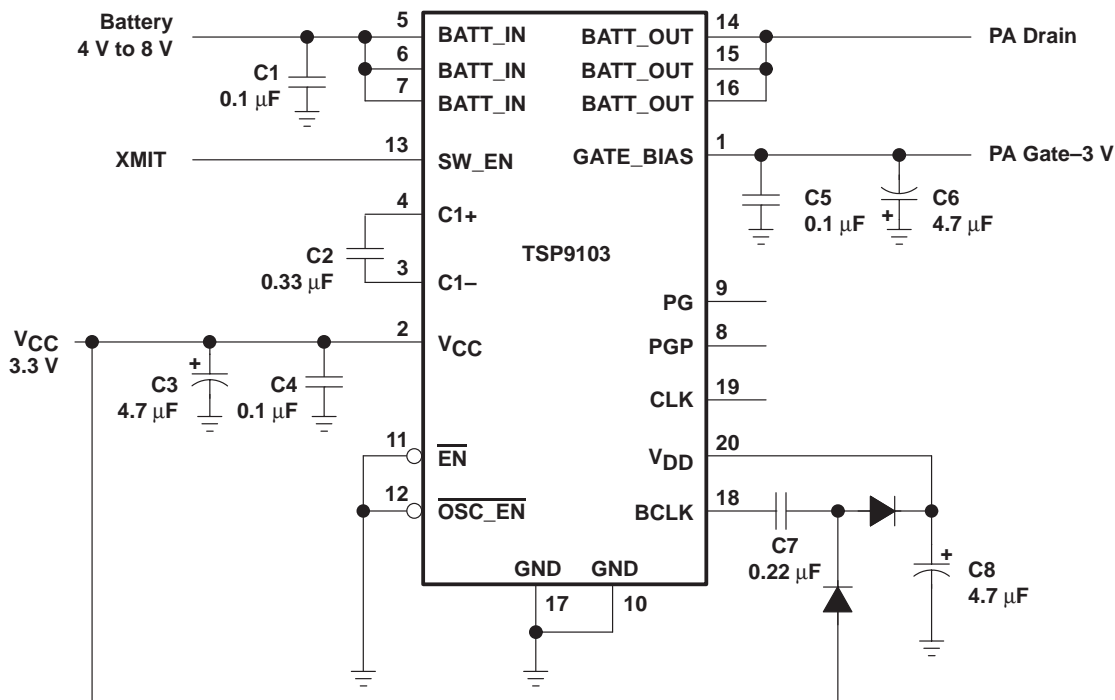 Battery
4 V to 8 V
C1
0.1 μF
5
BATT_IN
6
BATT_IN
7
BATT_IN
XMIT
13
SW_EN
4
C1+
C2
0.33 μF
3
C1–
VCC
3.3 V
2
VCC
+
C3
4.7 μF
C4
0.1 μF
11
EN
12
OSC_EN
TSP9103
GND
GND
17
10
14
BATT_OUT
15
BATT_OUT
16
BATT_OUT
PA Drain
1
GATE_BIAS
PA Gate–3 V
C5
0.1 μF
+
C6
4.7 μF
9
PG
8
PGP
19
CLK
20
VDD
18
BCLK
C7
0.22 μF
+
C8
4.7 μF